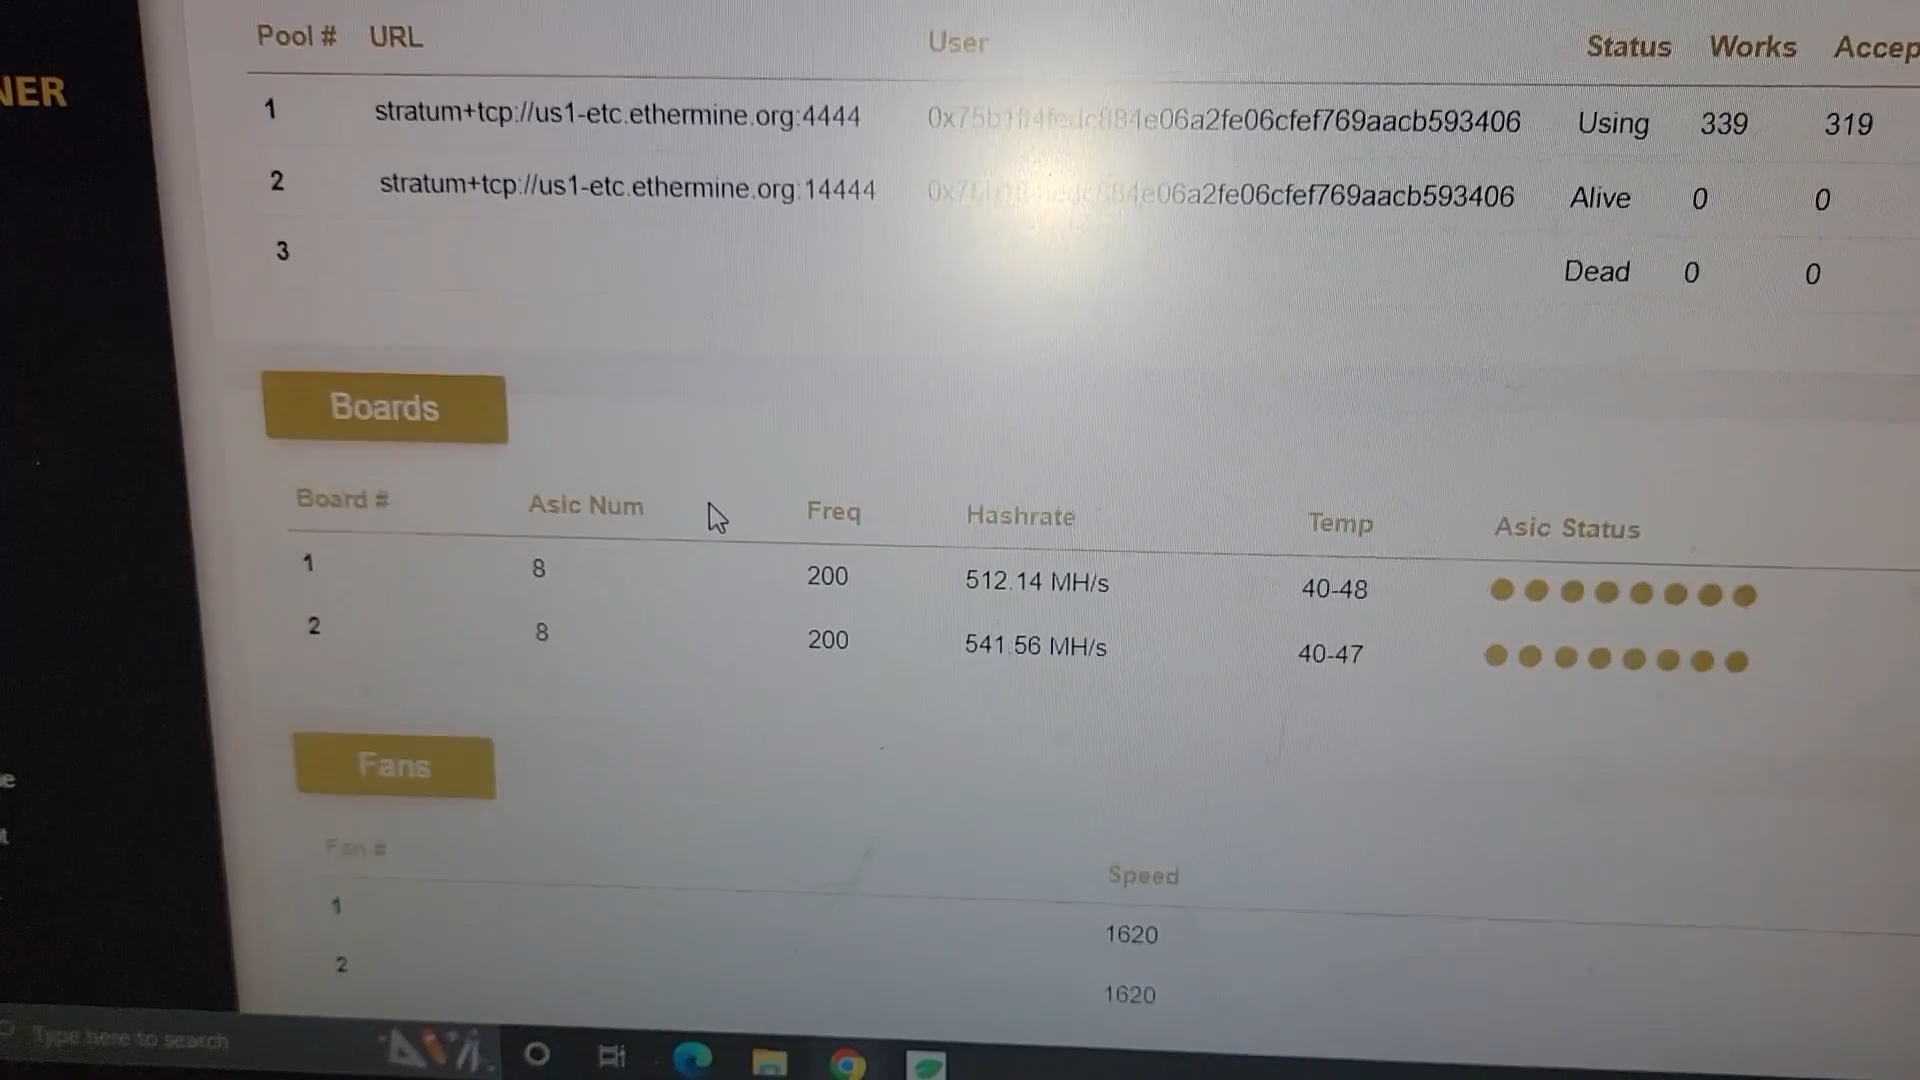 Pool # URL User Status Works Accep
NER
1 stratum+tcp://us1-etc.ethermine.org:4444 Using 339 319
2 stratum+tcp://us1-etc.ethermine.org:14444 Alive 0 0
3 Dead 0 0
Boards
Board # Asic Num Freq Hashrate Temp Asic Status
1 8 200 512.14 MH/s 40-48
2 8 200 541.56 MH/s 40-47
Fans
Fan # Speed
1 1620
2 1620
Type here to search